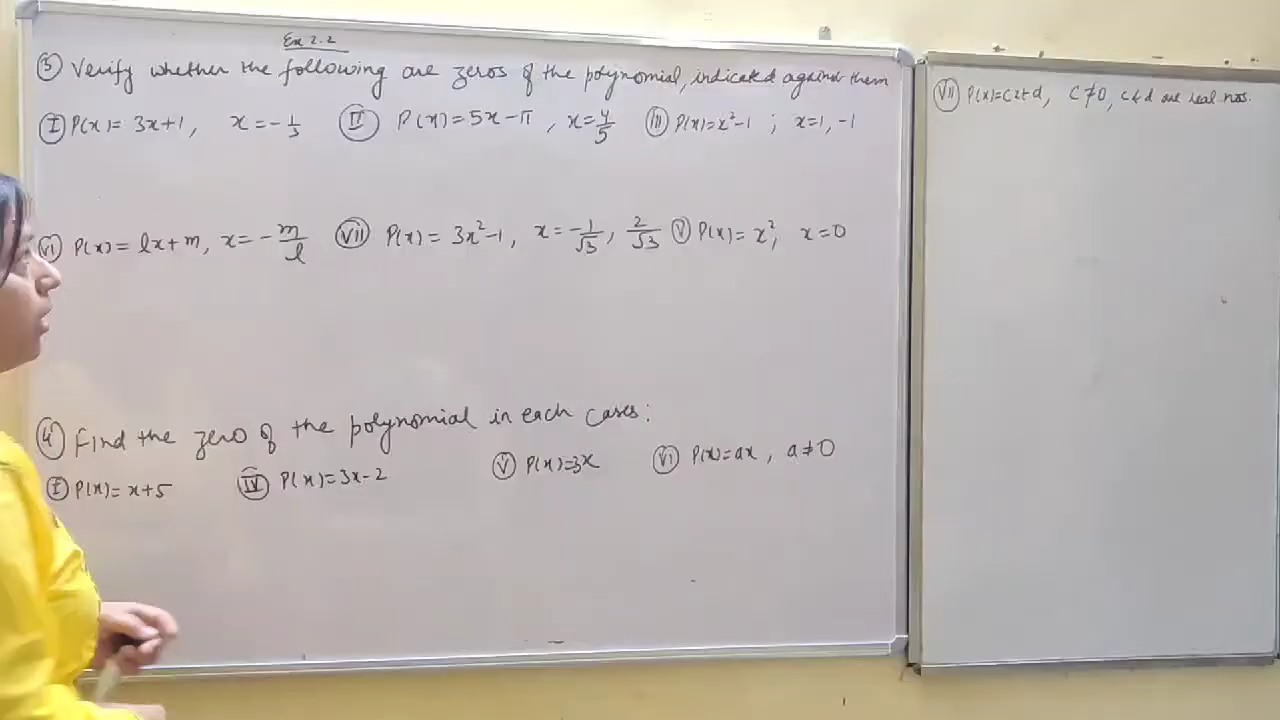 Ex 2.2
③ Verify whether the following are zeros of the polynomial, indicated against them
Ⓘ P(x) = 3x+1, x = -1/3 Ⓘⓘ P(x) = 5x-π, x = 4/5 (iii) P(x) = x²-1 ; x=1, -1
(VI) P(x) = lx+m, x = -m/l (VII) P(x) = 3x²-1, x = -1/√3, 2/√3 (V) P(x) = x², x=0
④ Find the zero of the polynomial in each cases:
(I) P(x) = x+5 (IV) P(x) = 3x-2 (V) P(x)=3x (VI) P(x)=ax, a≠0
(VII) P(x)=cx+d, c≠0, c & d are real nos.